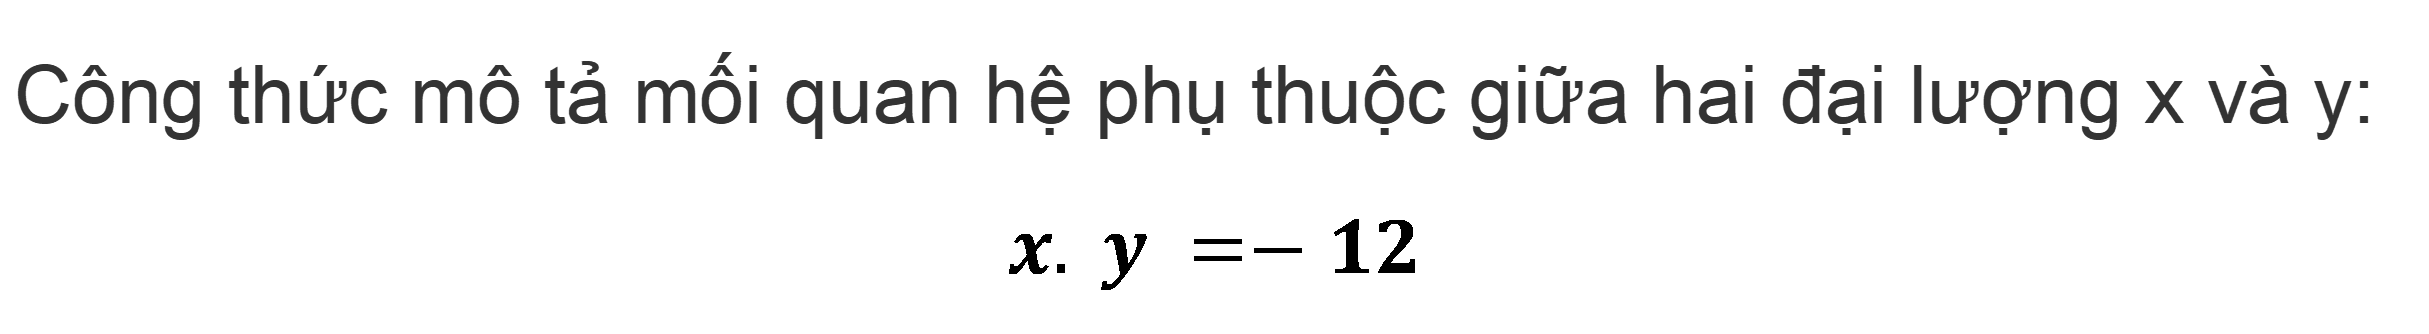 Công thức mô tả mối quan hệ phụ thuộc giữa hai đại lượng x và y:
x. y =− 12